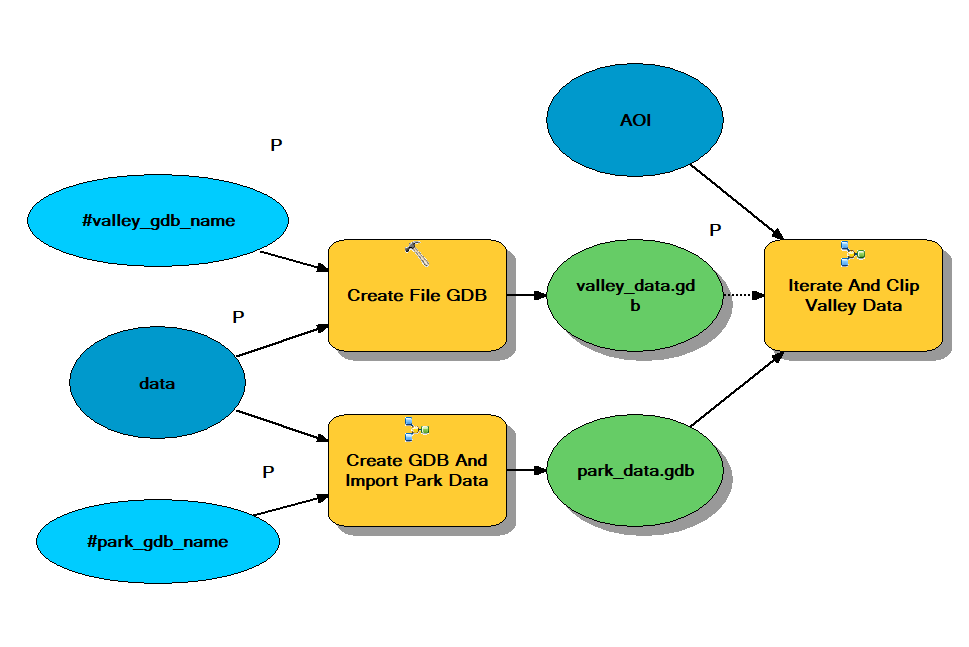 AOI
P
#valley_gdb_name
P
Create File GDB
valley_data.gd
b
Iterate And Clip
Valley Data
P
data
Create GDB And
Import Park Data
park_data.gdb
P
#park_gdb_name